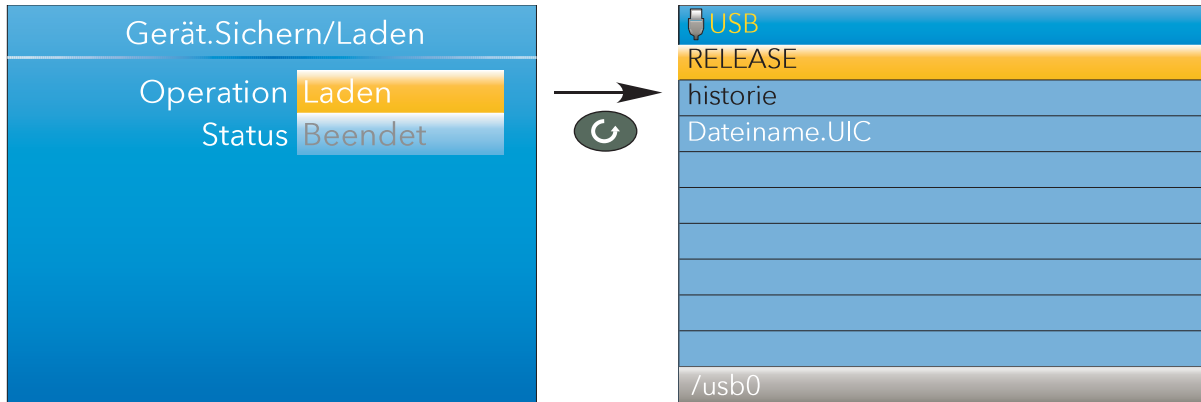 Gerät.Sichern/Laden
Operation Laden
Status Beendet
USB
RELEASE
historie
Dateiname.UIC
/usb0